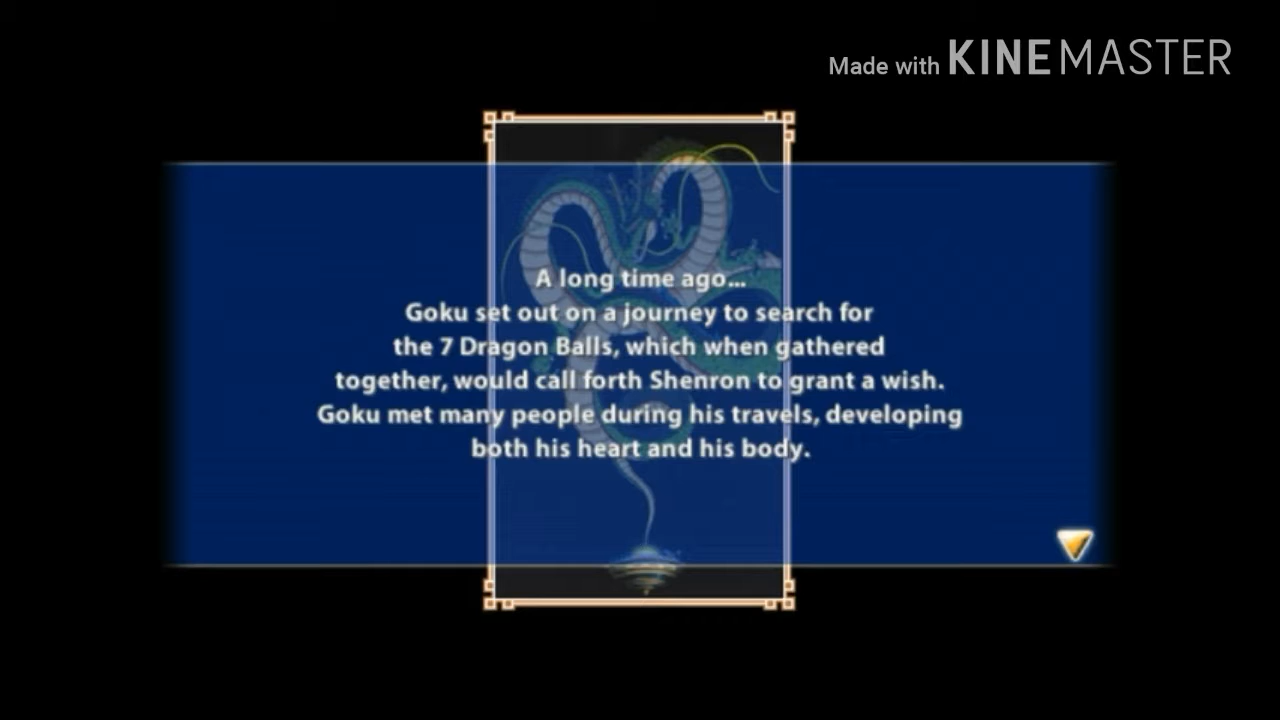 Made with KINEMASTER
A long time ago...
Goku set out on a journey to search for
the 7 Dragon Balls, which when gathered
together, would call forth Shenron to grant a wish.
Goku met many people during his travels, developing
both his heart and his body.